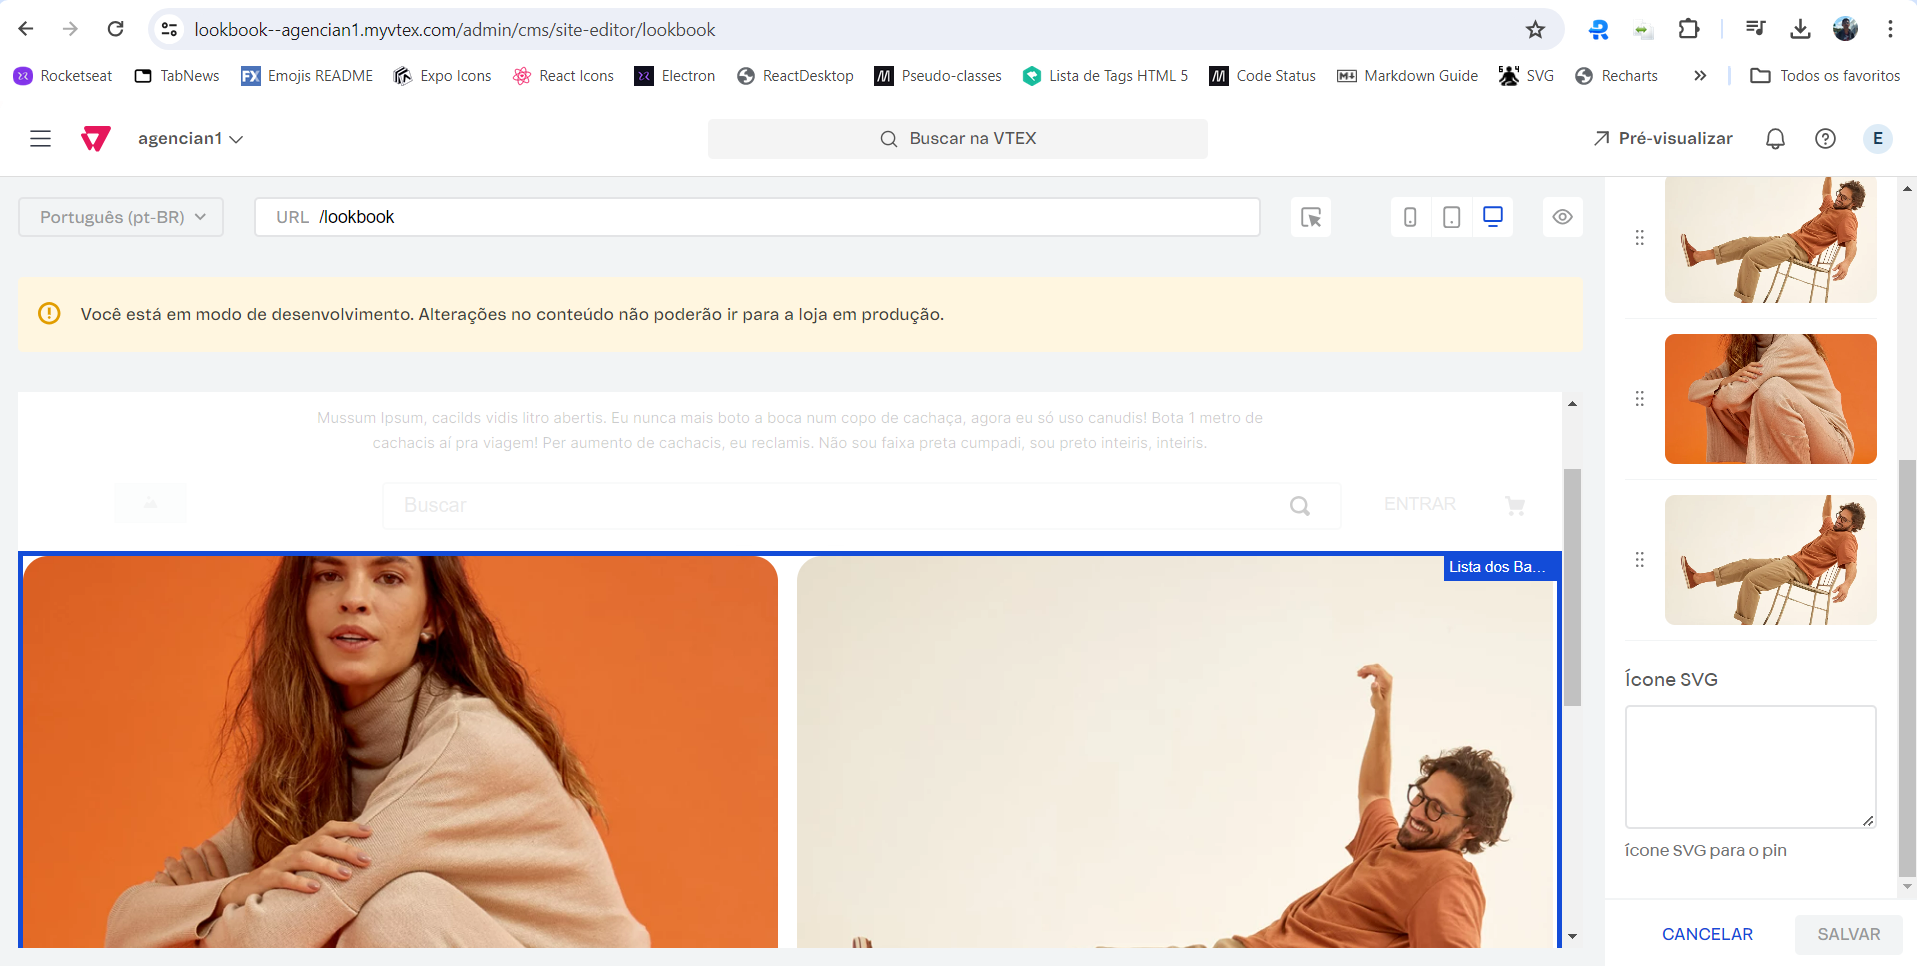 lookbook--agencian1.myvtex.com/admin/cms/site-editor/lookbook
Rocketseat TabNews Emojis README Expo Icons React Icons Electron ReactDesktop Pseudo-classes Lista de Tags HTML 5 Code Status Markdown Guide SVG Recharts » Todos os favoritos
agencian1 Buscar na VTEX Pré-visualizar E
Português (pt-BR) URL /lookbook
Você está em modo de desenvolvimento. Alterações no conteúdo não poderão ir para a loja em produção.
Mussum Ipsum, cacilds vidis litro abertis. Eu nunca mais boto a boca num copo de cachaça, agora eu só uso canudis! Bota 1 metro de
cachacis aí pra viagem! Per aumento de cachacis, eu reclamis. Não sou faixa preta cumpadi, sou preto inteiris, inteiris.
Buscar ENTRAR
Lista dos Ba...
Ícone SVG
ícone SVG para o pin
CANCELAR SALVAR